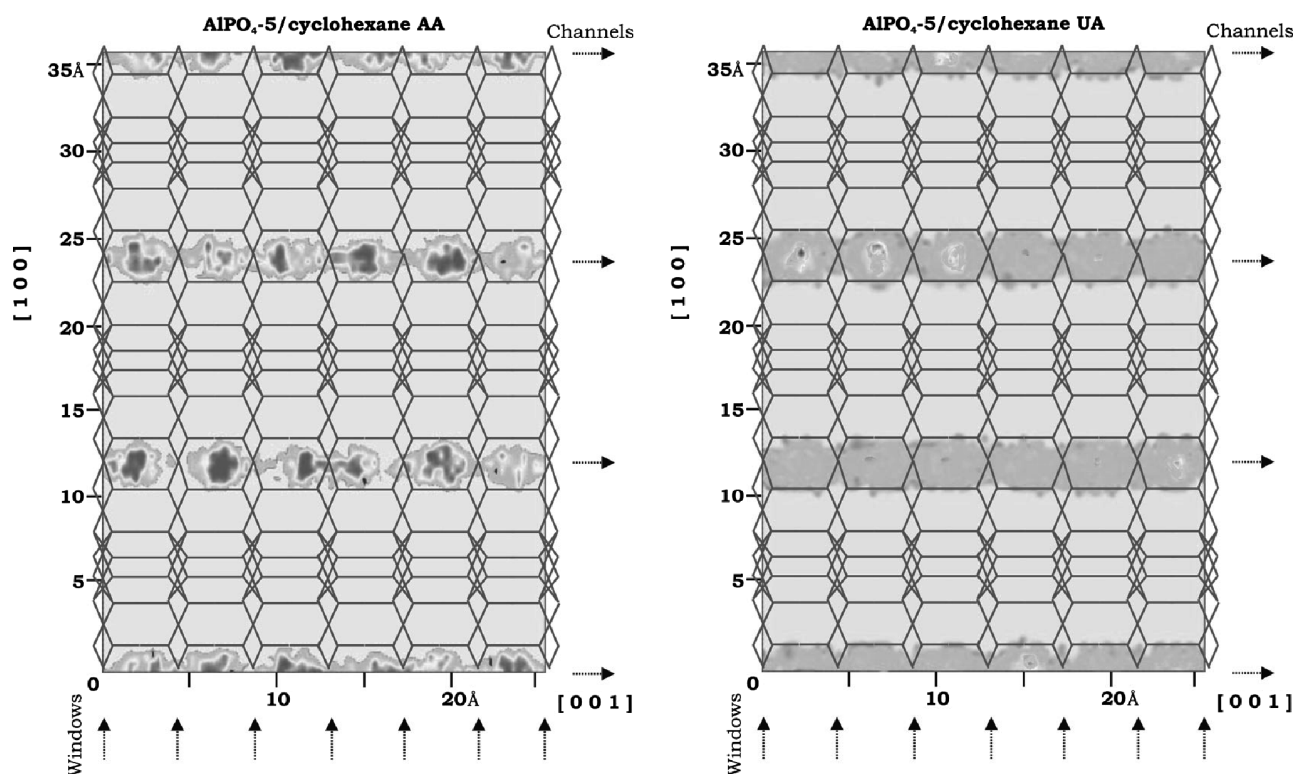 AlPO₄-5/cyclohexane AA
Channels
35Å
30
25
20
15
10
5
0
[ 1 0 0 ]
10
20Å
[ 0 0 1 ]
Windows
AlPO₄-5/cyclohexane UA
Channels
35Å
30
25
20
15
10
5
0
[ 1 0 0 ]
10
20Å
[ 0 0 1 ]
Windows